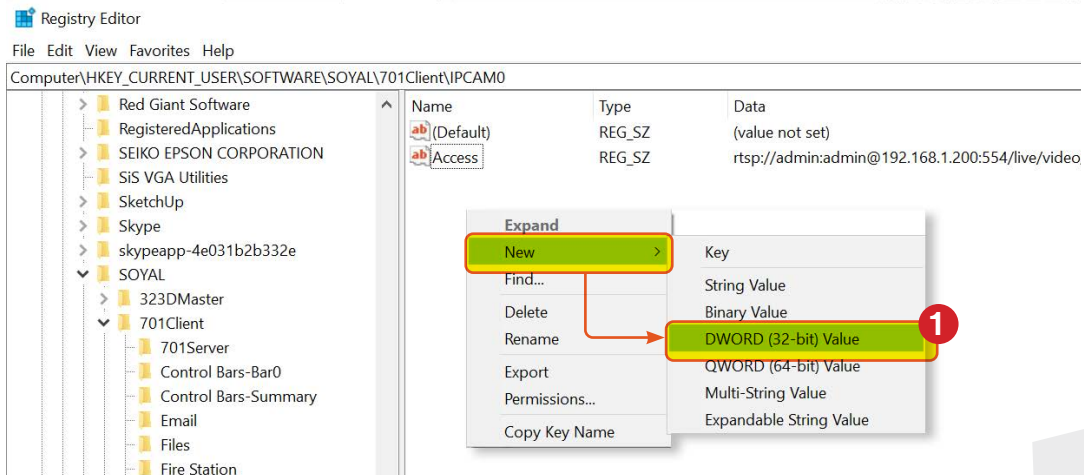 Registry Editor
File Edit View Favorites Help
Computer\HKEY_CURRENT_USER\SOFTWARE\SOYAL\701Client\IPCAM0
Red Giant Software
RegisteredApplications
SEIKO EPSON CORPORATION
SiS VGA Utilities
SketchUp
Skype
skypeapp-4e031b2b332e
SOYAL
323DMaster
701Client
701Server
Control Bars-Bar0
Control Bars-Summary
Email
Files
Fire Station
Name Type Data
ab (Default) REG_SZ (value not set)
ab Access REG_SZ rtsp://admin:admin@192.168.1.200:554/live/video
Expand
New >
Find...
Delete
Rename
Export
Permissions...
Copy Key Name
Key
String Value
Binary Value
1
DWORD (32-bit) Value
QWORD (64-bit) Value
Multi-String Value
Expandable String Value